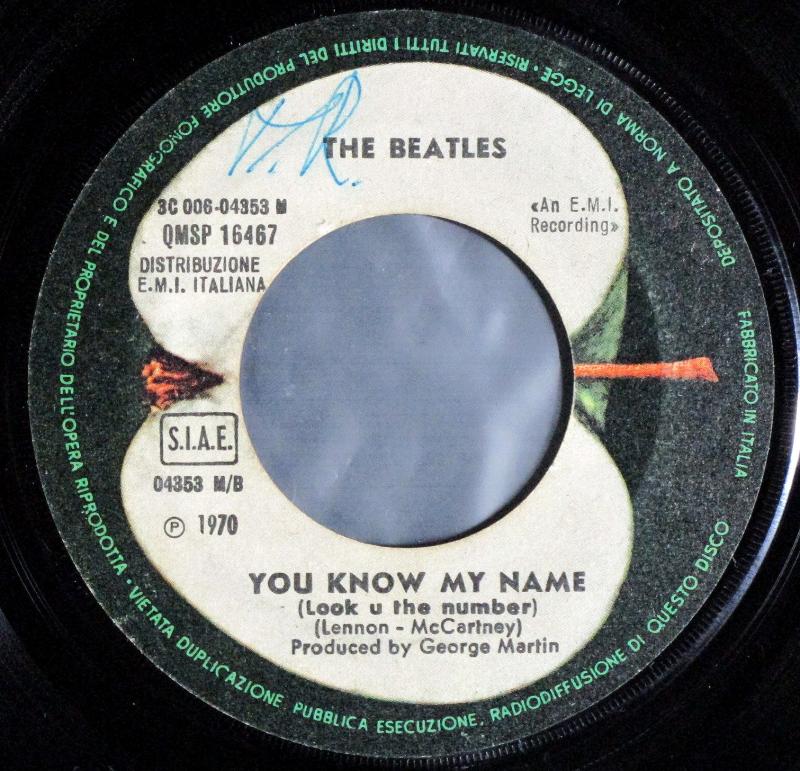 THE BEATLES
3C 006-04353 M
QMSP 16467
DISTRIBUZIONE
E.M.I. ITALIANA
«An E.M.I.
Recording»
S.I.A.E.
04353 M/B
Ⓟ 1970
YOU KNOW MY NAME
(Look u the number)
(Lennon - McCartney)
Produced by George Martin
FABBRICATO IN ITALIA
RISERVATI TUTTI I DIRITTI DEL PRODUTTORE FONOGRAFICO E DEL PROPRIETARIO DELL'OPERA RIPRODOTTA · VIETATA DUPLICAZIONE PUBBLICA ESECUZIONE. RADIODIFFUSIONE DI QUESTO DISCO
DEPOSITATO A NORMA DI LEGGE ·